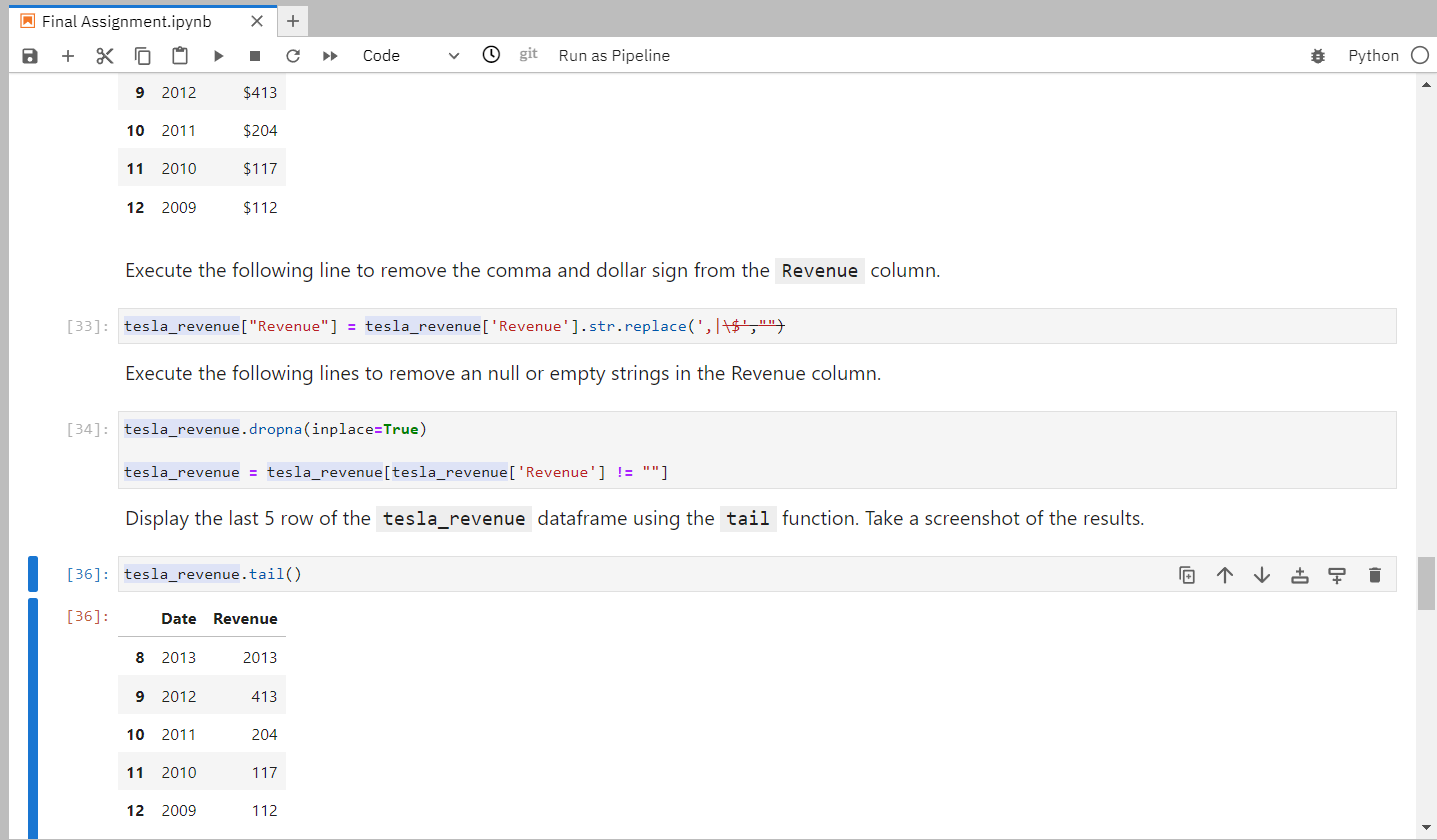 Final Assignment.ipynb
Code git Run as Pipeline Python
9 2012 $413
10 2011 $204
11 2010 $117
12 2009 $112
Execute the following line to remove the comma and dollar sign from the Revenue column.
[33]: tesla_revenue["Revenue"] = tesla_revenue['Revenue'].str.replace(',|\$',"")
Execute the following lines to remove an null or empty strings in the Revenue column.
[34]: tesla_revenue.dropna(inplace=True)
tesla_revenue = tesla_revenue[tesla_revenue['Revenue'] != ""]
Display the last 5 row of the tesla_revenue dataframe using the tail function. Take a screenshot of the results.
[36]: tesla_revenue.tail()
[36]: Date Revenue
8 2013 2013
9 2012 413
10 2011 204
11 2010 117
12 2009 112